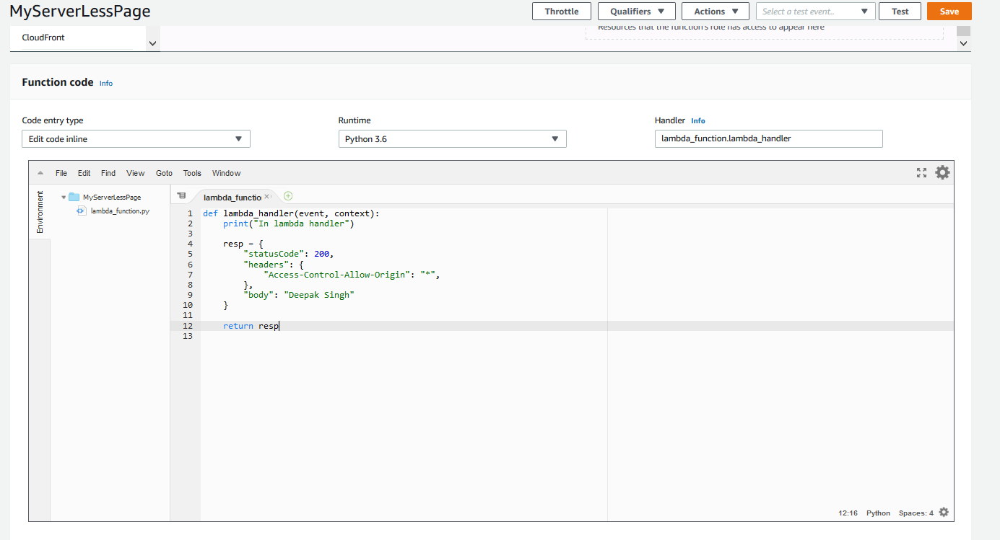 MyServerLessPage
Throttle
Qualifiers
Actions
Select a test event..
Test
Save
CloudFront
Resources that the function's role has access to appear here
Function code Info
Code entry type
Runtime
Handler Info
Edit code inline
Python 3.6
lambda_function.lambda_handler
File Edit Find View Goto Tools Window
Environment
MyServerLessPage
lambda_function.py
lambda_functio
1 def lambda_handler(event, context):
2     print("In lambda handler")
3
4     resp = {
5         "statusCode": 200,
6         "headers": {
7             "Access-Control-Allow-Origin": "*",
8         },
9         "body": "Deepak Singh"
10     }
11
12     return resp
13
12:16 Python Spaces: 4